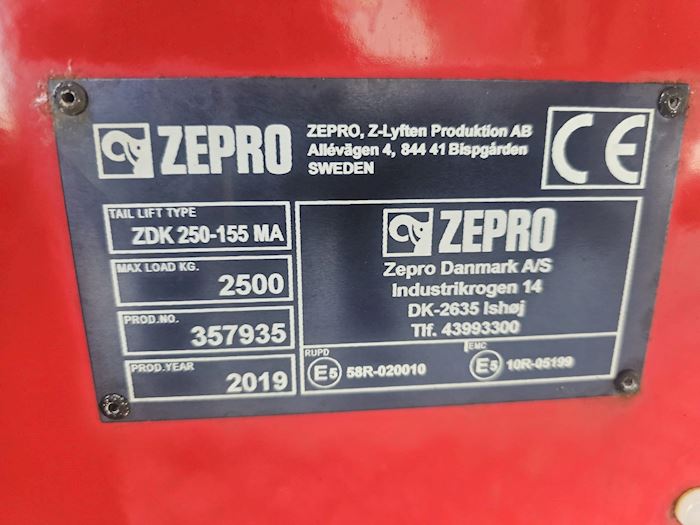 ZEPRO
ZEPRO, Z-Lyften Produktion AB
Allévägen 4, 844 41 Bispgården
SWEDEN
CE
TAIL LIFT TYPE
ZDK 250-155 MA
MAX LOAD KG.
2500
PROD.NO.
357935
PROD.YEAR
2019
ZEPRO
Zepro Danmark A/S
Industrikrogen 14
DK-2635 Ishøj
Tlf. 43993300
RUPD
E5 58R-020010
EMC
E5 10R-05199